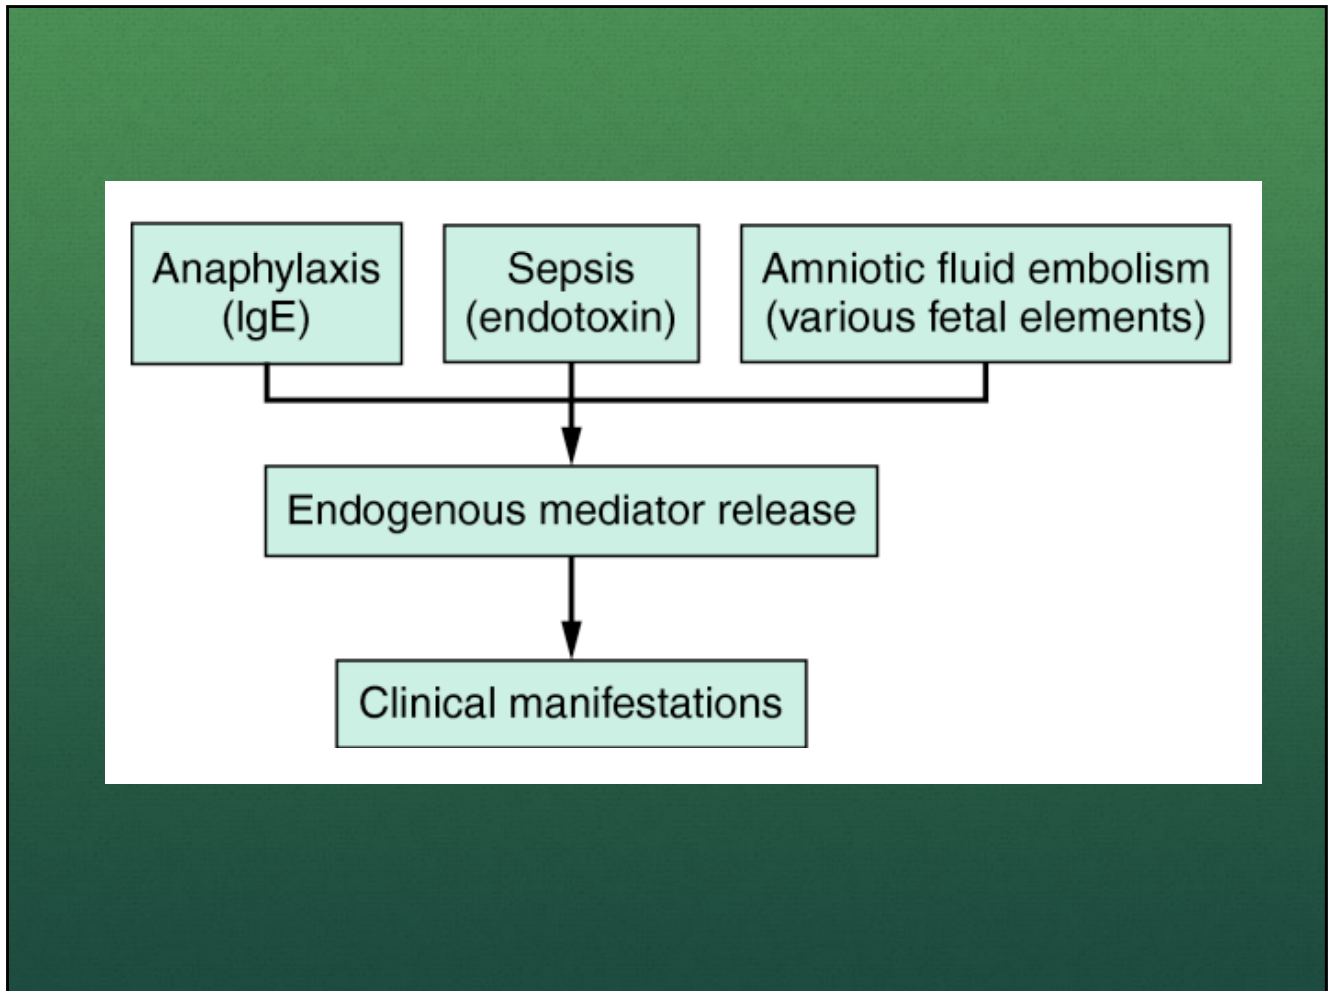 Anaphylaxis
(IgE)
Sepsis
(endotoxin)
Amniotic fluid embolism
(various fetal elements)
Endogenous mediator release
Clinical manifestations